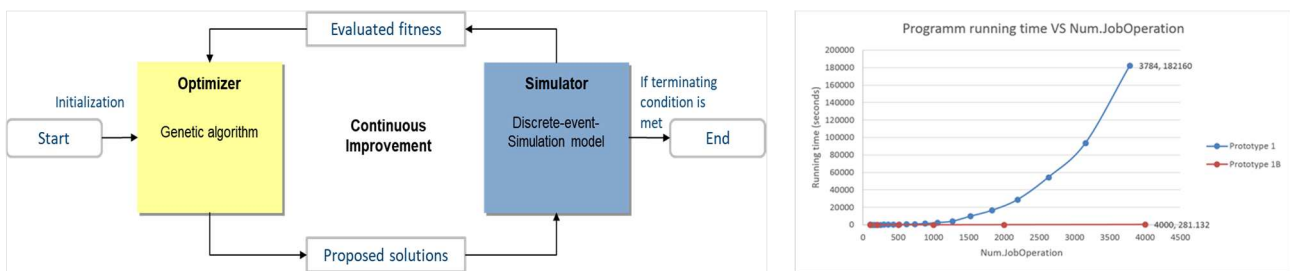 Evaluated fitness
Optimizer
Genetic algorithm
Initialization
Start
Continuous
Improvement
Simulator
Discrete-event-
Simulation model
If terminating
condition is
met
End
Proposed solutions
Programm running time VS Num.JobOperation
Running time (seconds)
200000
180000
160000
140000
120000
100000
80000
60000
40000
20000
0
3784, 182160
4000, 281.132
Prototype 1
Prototype 1B
0 500 1000 1500 2000 2500 3000 3500 4000 4500
Num.JobOperation